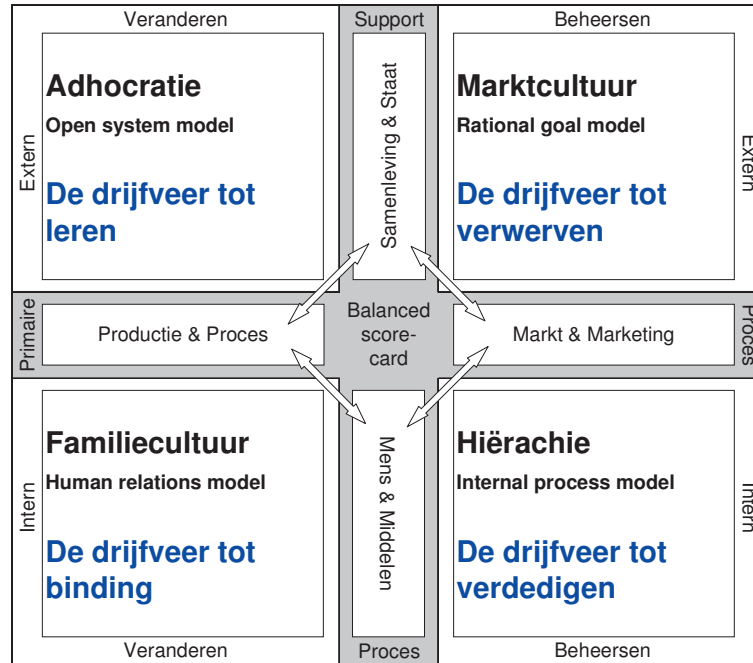 Veranderen
Support
Beheersen
Extern
Adhocratie
Open system model
De drijfveer tot
leren
Samenleving & Staat
Marktcultuur
Rational goal model
De drijfveer tot
verwerven
Extern
Primaire
Productie & Proces
Balanced
score-
card
Markt & Marketing
Proces
Intern
Familiecultuur
Human relations model
De drijfveer tot
binding
Mens & Middelen
Hiërachie
Internal process model
De drijfveer tot
verdedigen
Intern
Veranderen
Proces
Beheersen